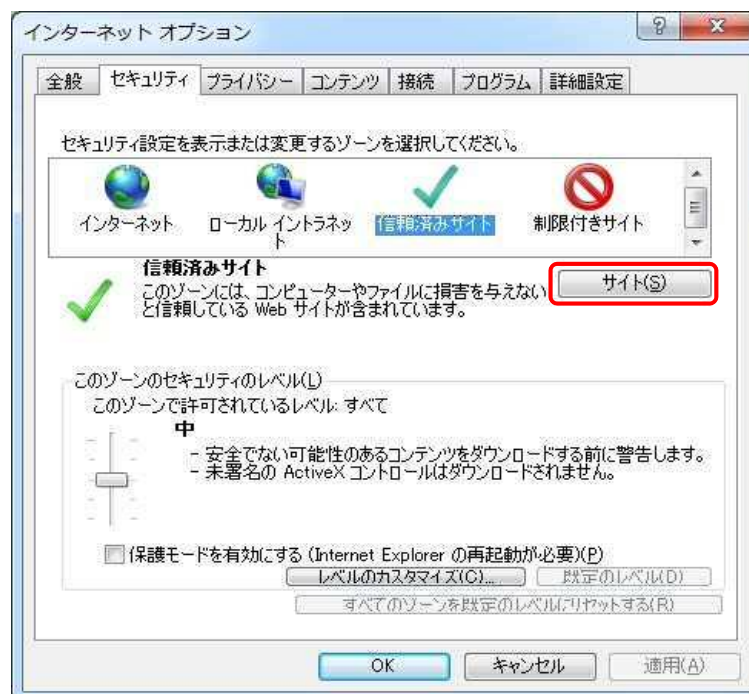 インターネット オプション
全般 セキュリティ プライバシー コンテンツ 接続 プログラム 詳細設定
セキュリティ設定を表示または変更するゾーンを選択してください。
インターネット
ローカル イントラネッ
ト
信頼済みサイト
制限付きサイト
信頼済みサイト
このゾーンには、コンピューターやファイルに損害を与えない
と信頼している Web サイトが含まれています。
サイト(S)
このゾーンのセキュリティのレベル(L)
このゾーンで許可されているレベル: すべて
中
- 安全でない可能性のあるコンテンツをダウンロードする前に警告します。
- 未署名の ActiveX コントロールはダウンロードされません。
保護モードを有効にする (Internet Explorer の再起動が必要)(P)
レベルのカスタマイズ(C)... 既定のレベル(D)
すべてのゾーンを既定のレベルにリセットする(R)
OK キャンセル 適用(A)